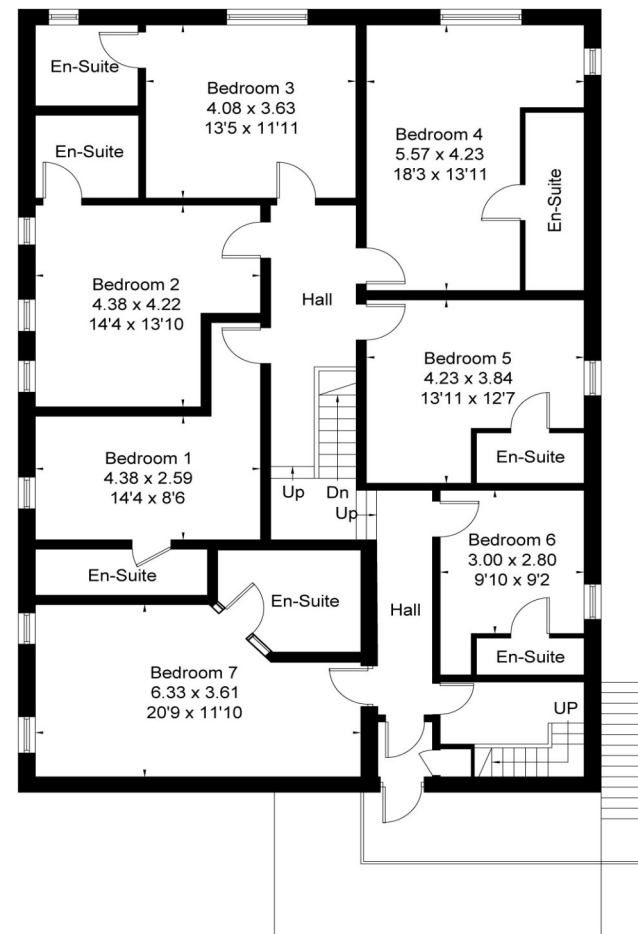 En-Suite
Bedroom 3
4.08 x 3.63
13'5 x 11'11
Bedroom 4
5.57 x 4.23
18'3 x 13'11
En-Suite
En-Suite
Bedroom 2
4.38 x 4.22
14'4 x 13'10
Hall
Bedroom 5
4.23 x 3.84
13'11 x 12'7
En-Suite
Bedroom 1
4.38 x 2.59
14'4 x 8'6
Up
Dn
Up
En-Suite
En-Suite
Bedroom 6
3.00 x 2.80
9'10 x 9'2
En-Suite
Hall
Bedroom 7
6.33 x 3.61
20'9 x 11'10
UP